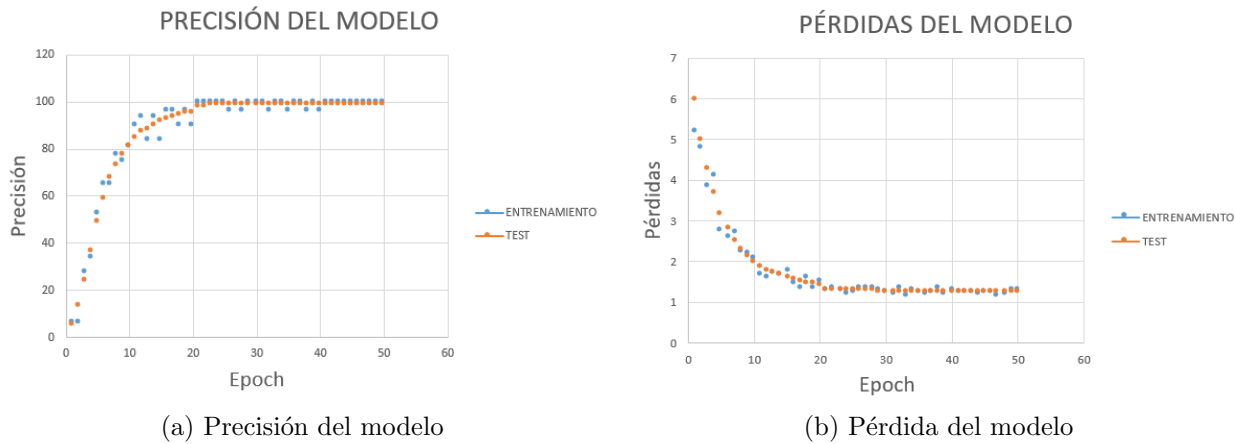 PRECISIÓN DEL MODELO
120
100
80
60
40
20
0
0 10 20 30 40 50 60
Precisión
Epoch
ENTRENAMIENTO
TEST
(a) Precisión del modelo
PÉRDIDAS DEL MODELO
7
6
5
4
3
2
1
0
0 10 20 30 40 50 60
Pérdidas
Epoch
ENTRENAMIENTO
TEST
(b) Pérdida del modelo